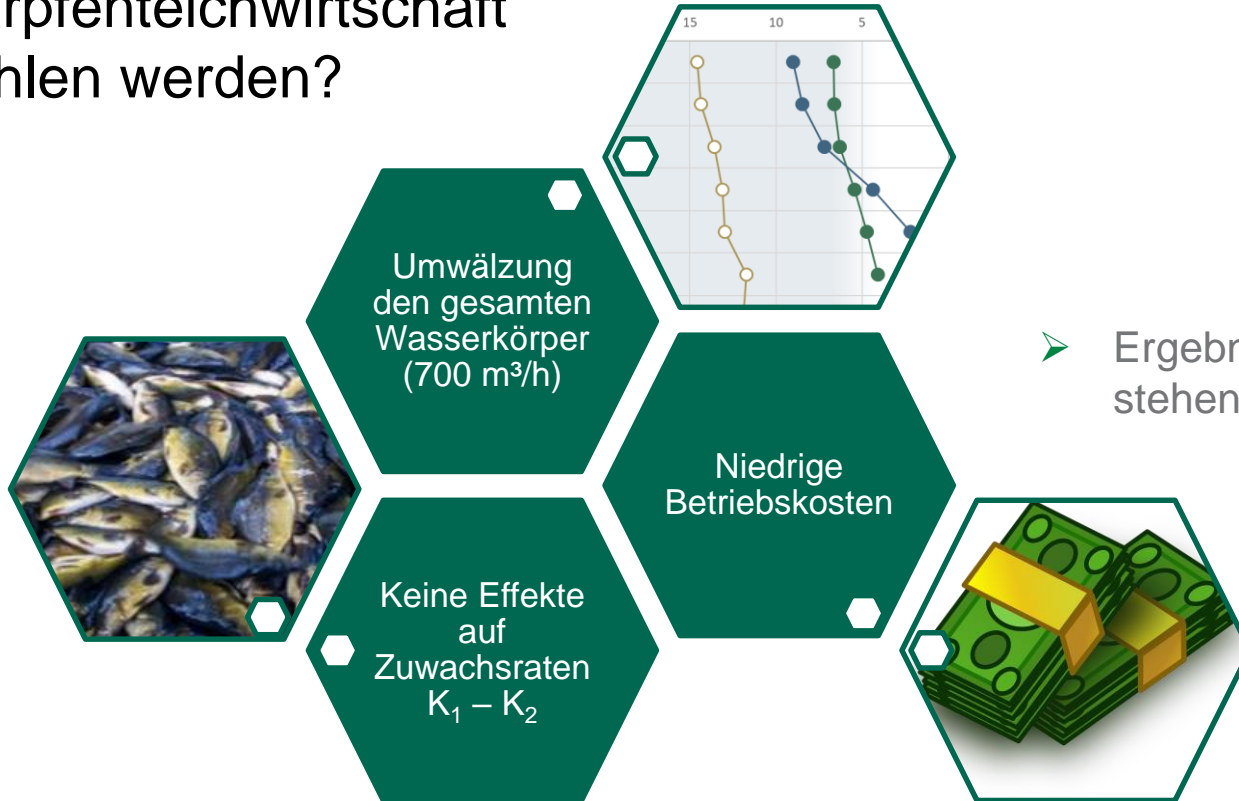 rpfenteichwirtschaft
hlen werden?
15 10 5
Umwälzung
den gesamten
Wasserkörper
(700 m³/h)
Ergebn
stehen
Niedrige
Betriebskosten
Keine Effekte
auf
Zuwachsraten
K₁ – K₂